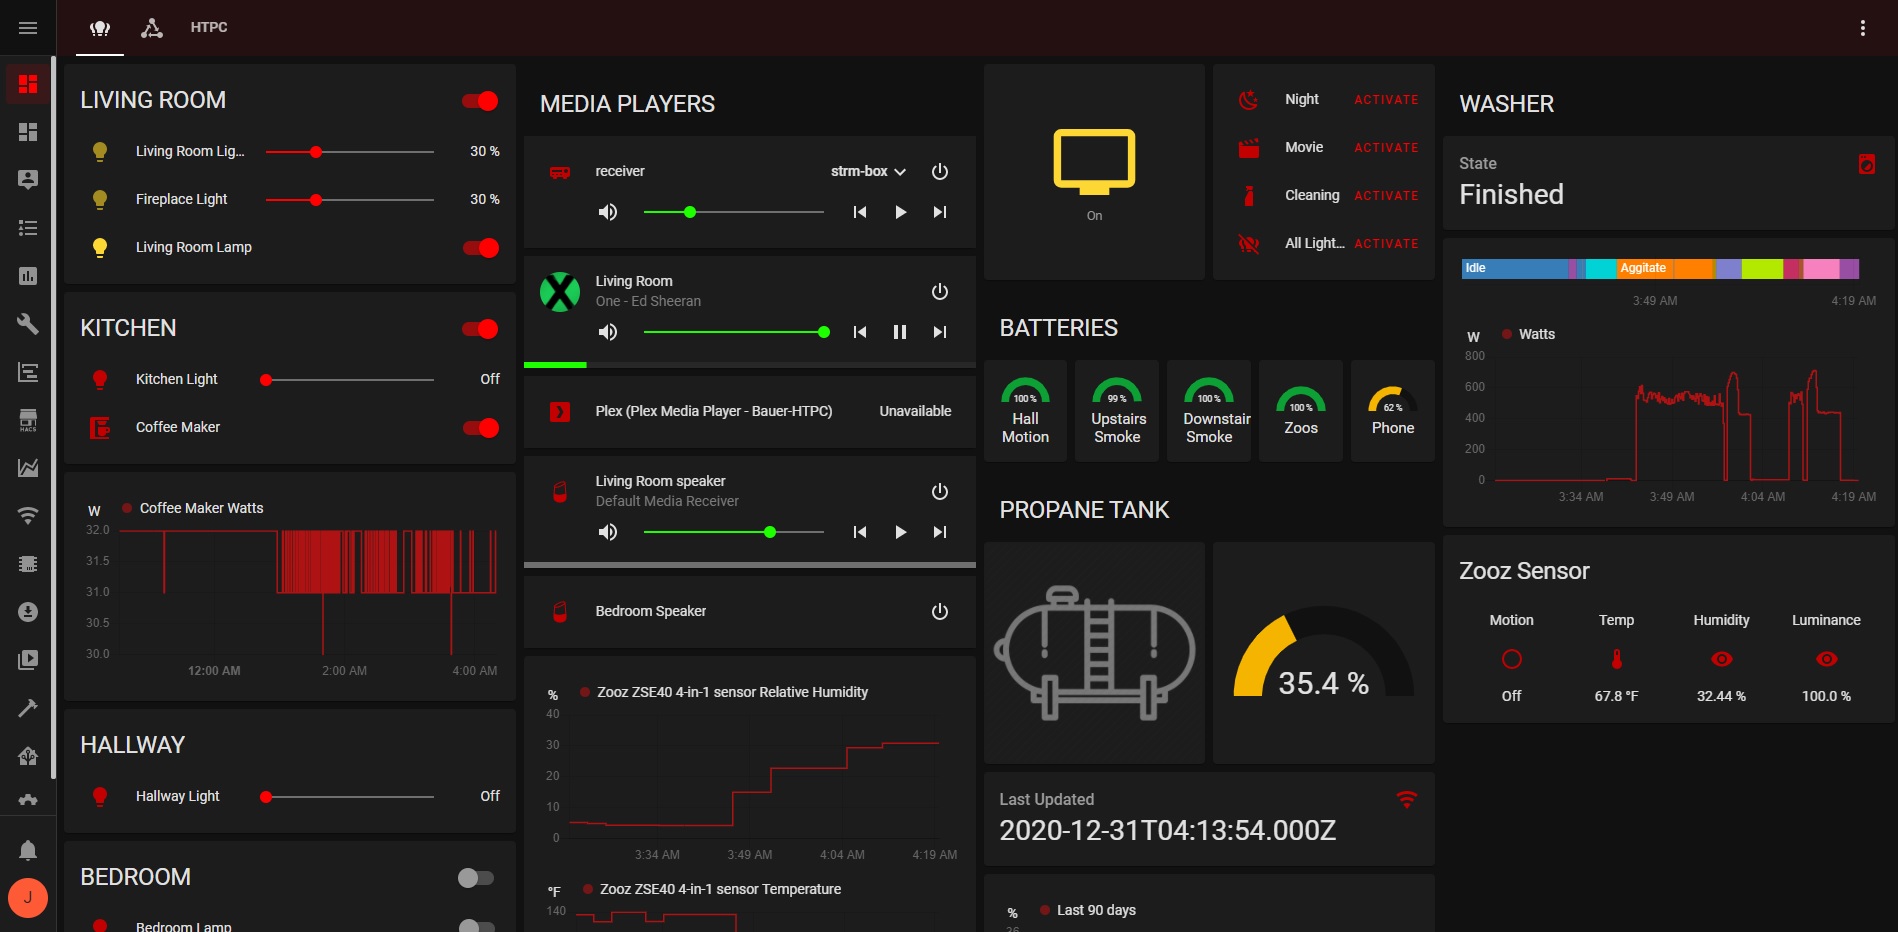 HTPC
LIVING ROOM
Living Room Lig... 30 %
Fireplace Light 30 %
Living Room Lamp
KITCHEN
Kitchen Light Off
Coffee Maker
W Coffee Maker Watts
32.0
31.5
31.0
30.5
30.0
12:00 AM 2:00 AM 4:00 AM
HALLWAY
Hallway Light Off
BEDROOM
Bedroom Lamp
HACS
J
MEDIA PLAYERS
receiver strm-box
Living Room
One - Ed Sheeran
Plex (Plex Media Player - Bauer-HTPC) Unavailable
Living Room speaker
Default Media Receiver
Bedroom Speaker
% Zooz ZSE40 4-in-1 sensor Relative Humidity
40
30
20
10
0
3:34 AM 3:49 AM 4:04 AM 4:19 AM
°F Zooz ZSE40 4-in-1 sensor Temperature
140
On
Night ACTIVATE
Movie ACTIVATE
Cleaning ACTIVATE
All Light... ACTIVATE
BATTERIES
100 % 99 % 100 % 100 % 62 %
Hall Upstairs Downstair Zoos Phone
Motion Smoke Smoke
PROPANE TANK
35.4 %
Last Updated
2020-12-31T04:13:54.000Z
% Last 90 days
36
WASHER
State
Finished
Idle Aggitate
3:49 AM 4:19 AM
W Watts
800
600
400
200
0
3:34 AM 3:49 AM 4:04 AM 4:19 AM
Zooz Sensor
Motion Temp Humidity Luminance
Off 67.8 °F 32.44 % 100.0 %